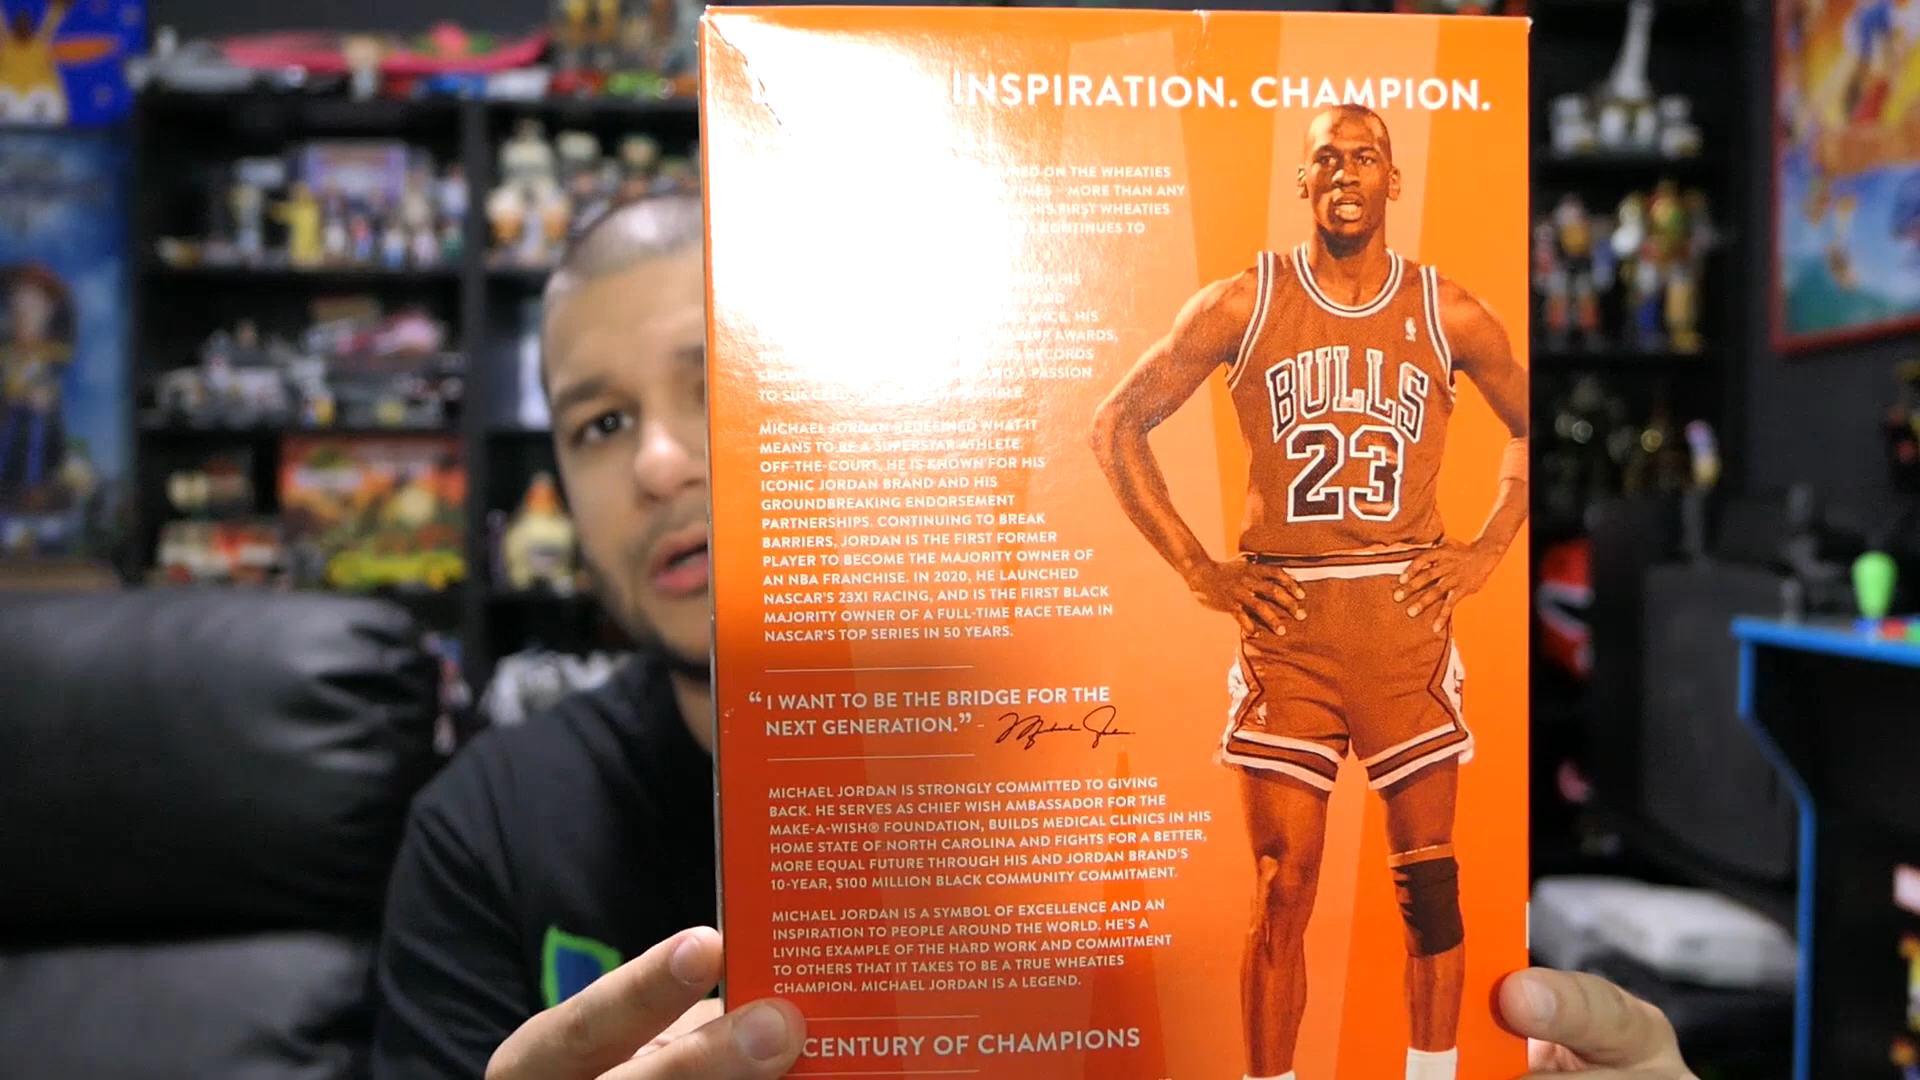 INSPIRATION. CHAMPION.
ON THE WHEATIES
TIMES - MORE THAN ANY
HIS FIRST WHEATIES
CONTINUES TO
HIS
AND
HIS
AWARDS,
RECORDS
AND A PASSION
TO SUCCEED
MICHAEL JORDAN REDEFINED WHAT IT
MEANS TO BE A SUPERSTAR ATHLETE.
OFF-THE-COURT, HE IS KNOWN FOR HIS
ICONIC JORDAN BRAND AND HIS
GROUNDBREAKING ENDORSEMENT
PARTNERSHIPS. CONTINUING TO BREAK
BARRIERS, JORDAN IS THE FIRST FORMER
PLAYER TO BECOME THE MAJORITY OWNER OF
AN NBA FRANCHISE. IN 2020, HE LAUNCHED
NASCAR'S 23XI RACING, AND IS THE FIRST BLACK
MAJORITY OWNER OF A FULL-TIME RACE TEAM IN
NASCAR'S TOP SERIES IN 50 YEARS.
“I WANT TO BE THE BRIDGE FOR THE
NEXT GENERATION.” - Michael Jordan
MICHAEL JORDAN IS STRONGLY COMMITTED TO GIVING
BACK. HE SERVES AS CHIEF WISH AMBASSADOR FOR THE
MAKE-A-WISH® FOUNDATION, BUILDS MEDICAL CLINICS IN HIS
HOME STATE OF NORTH CAROLINA AND FIGHTS FOR A BETTER,
MORE EQUAL FUTURE THROUGH HIS AND JORDAN BRAND'S
10-YEAR, $100 MILLION BLACK COMMUNITY COMMITMENT.
MICHAEL JORDAN IS A SYMBOL OF EXCELLENCE AND AN
INSPIRATION TO PEOPLE AROUND THE WORLD. HE'S A
LIVING EXAMPLE OF THE HARD WORK AND COMMITMENT
TO OTHERS THAT IT TAKES TO BE A TRUE WHEATIES
CHAMPION. MICHAEL JORDAN IS A LEGEND.
CENTURY OF CHAMPIONS
BULLS
23